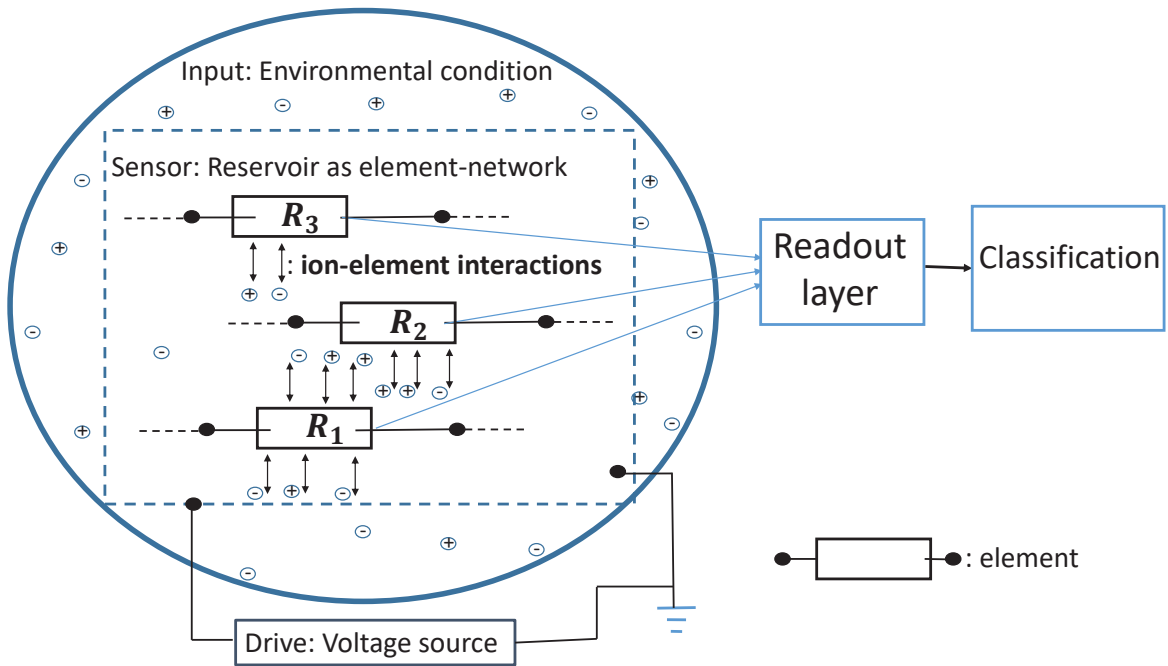 Input: Environmental condition
Sensor: Reservoir as element-network
R3
: ion-element interactions
R2
R1
Readout
layer
Classification
: element
Drive: Voltage source